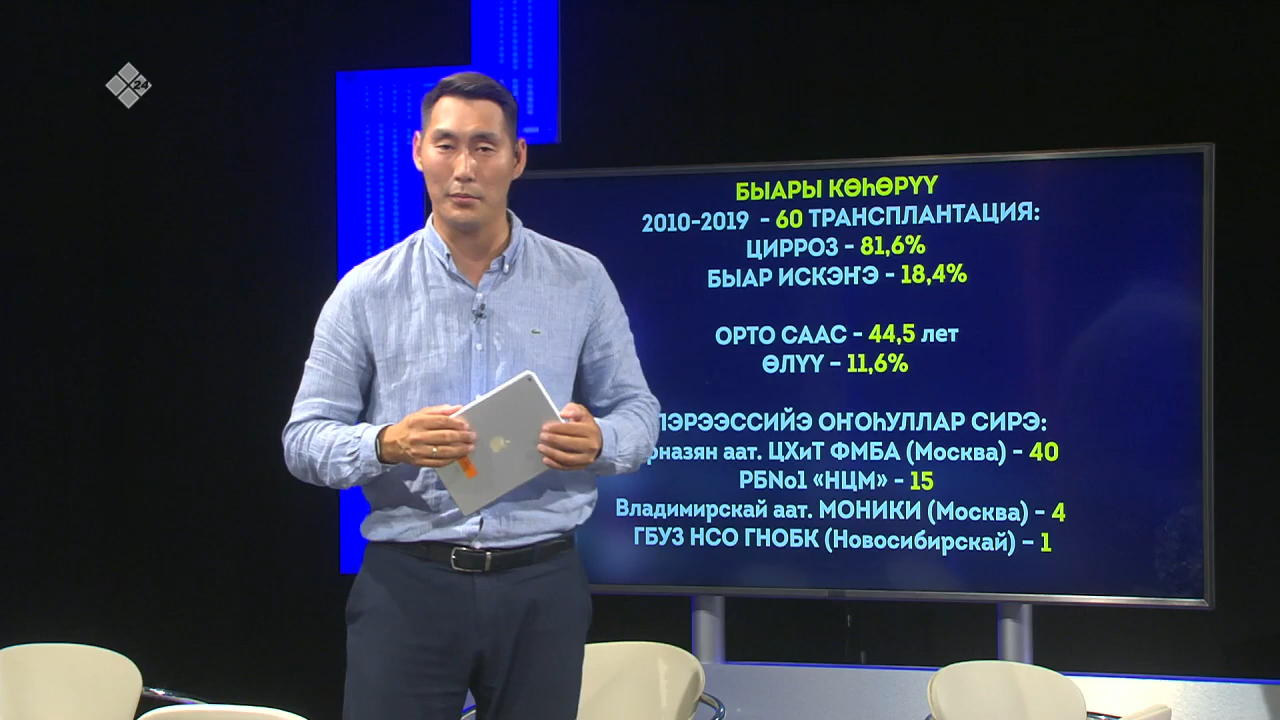 24
БЫАРЫ КӨҺӨРҮҮ
2010-2019 - 60 ТРАНСПЛАНТАЦИЯ:
ЦИРРОЗ - 81,6%
БЫАР ИСКЭҤЭ - 18,4%
ОРТО СААС - 44,5 лет
ӨЛҮҮ - 11,6%
ОҤОҺУЛЛАР СИРЭ:
аат. ЦХиТ ФМБА (Москва) - 40
РБ№1 «НЦМ» - 15
Владимирскай аат. МОНИКИ (Москва) - 4
ГБУЗ НСО ГНОБК (Новосибирскай) - 1